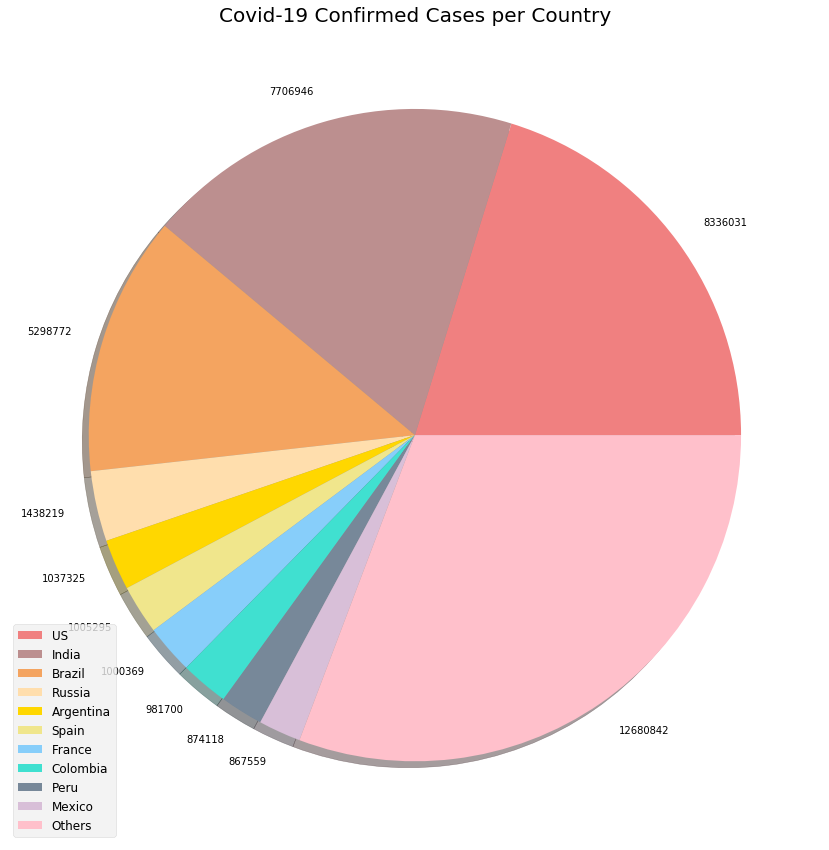 Covid-19 Confirmed Cases per Country
7706946
8336031
5298772
1438219
1037325
1005295
1000369
981700
874118
867559
12680842
US
India
Brazil
Russia
Argentina
Spain
France
Colombia
Peru
Mexico
Others